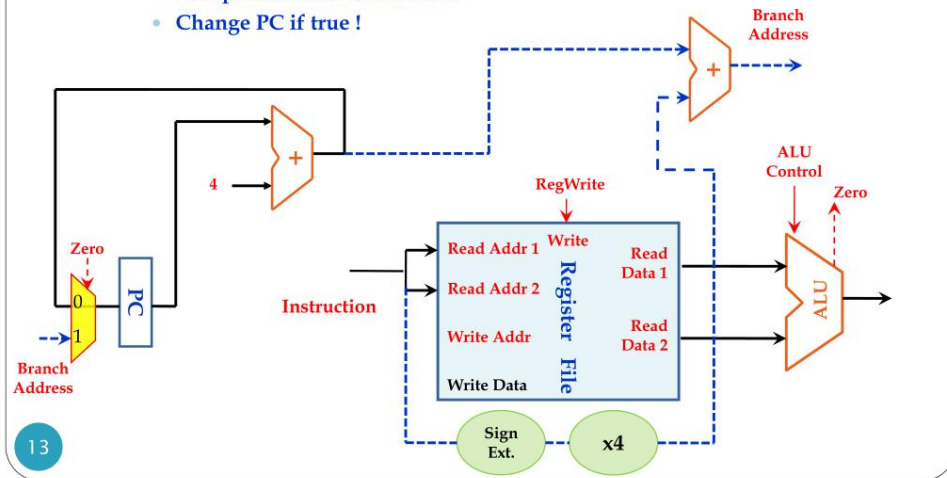 Change PC if true !
Branch
Address
+
+
4
ALU
Control
Zero
RegWrite
Zero
Read Addr 1
Write
Read
Data 1
Read Addr 2
Instruction
Register File
ALU
0
PC
1
Write Addr
Read
Data 2
Branch
Address
Write Data
Sign
Ext.
x4
13